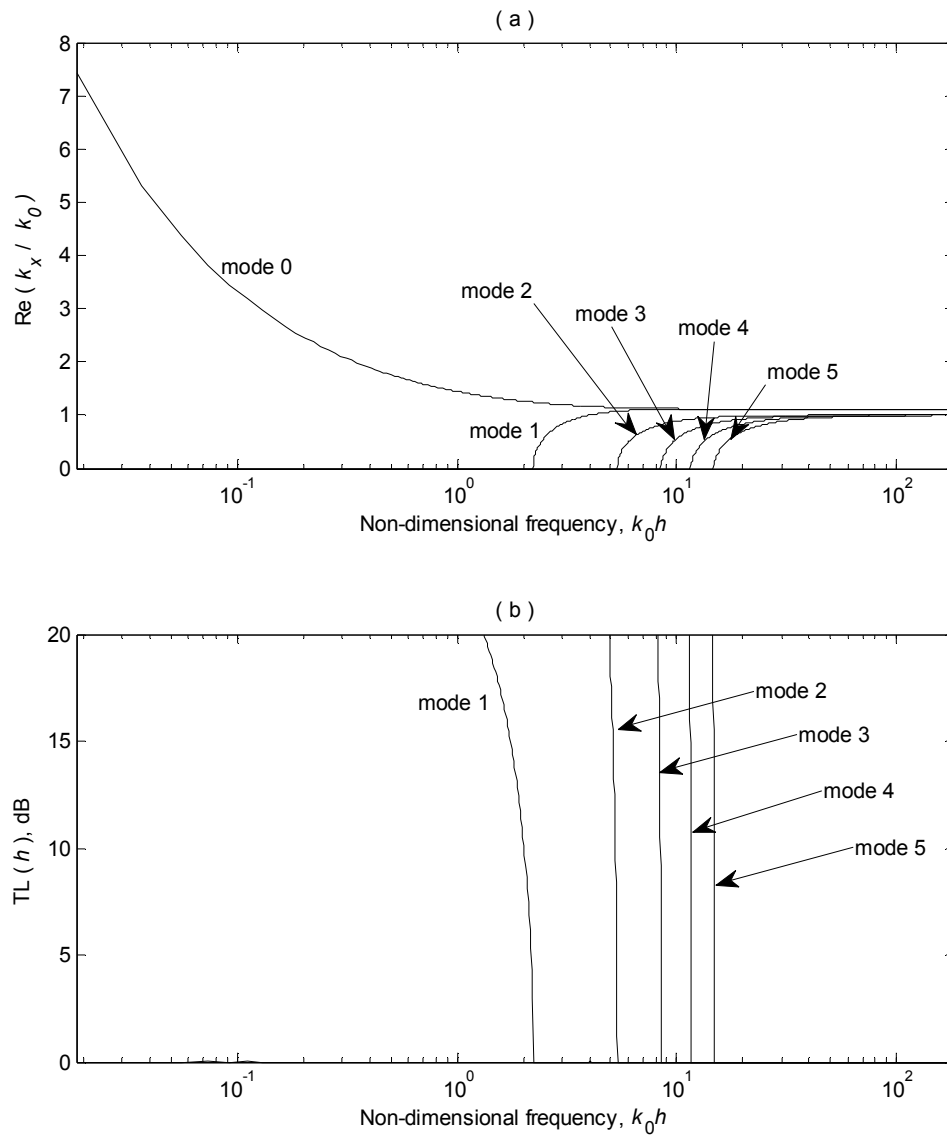 ( a )
8
7
6
5
4
3
2
1
0
Re ( k_x / k_0 )
mode 0
mode 1
mode 2
mode 3
mode 4
mode 5
10^-1
10^0
10^1
10^2
Non-dimensional frequency, k_0h
( b )
20
15
10
5
0
TL ( h ), dB
mode 1
mode 2
mode 3
mode 4
mode 5
10^-1
10^0
10^1
10^2
Non-dimensional frequency, k_0h